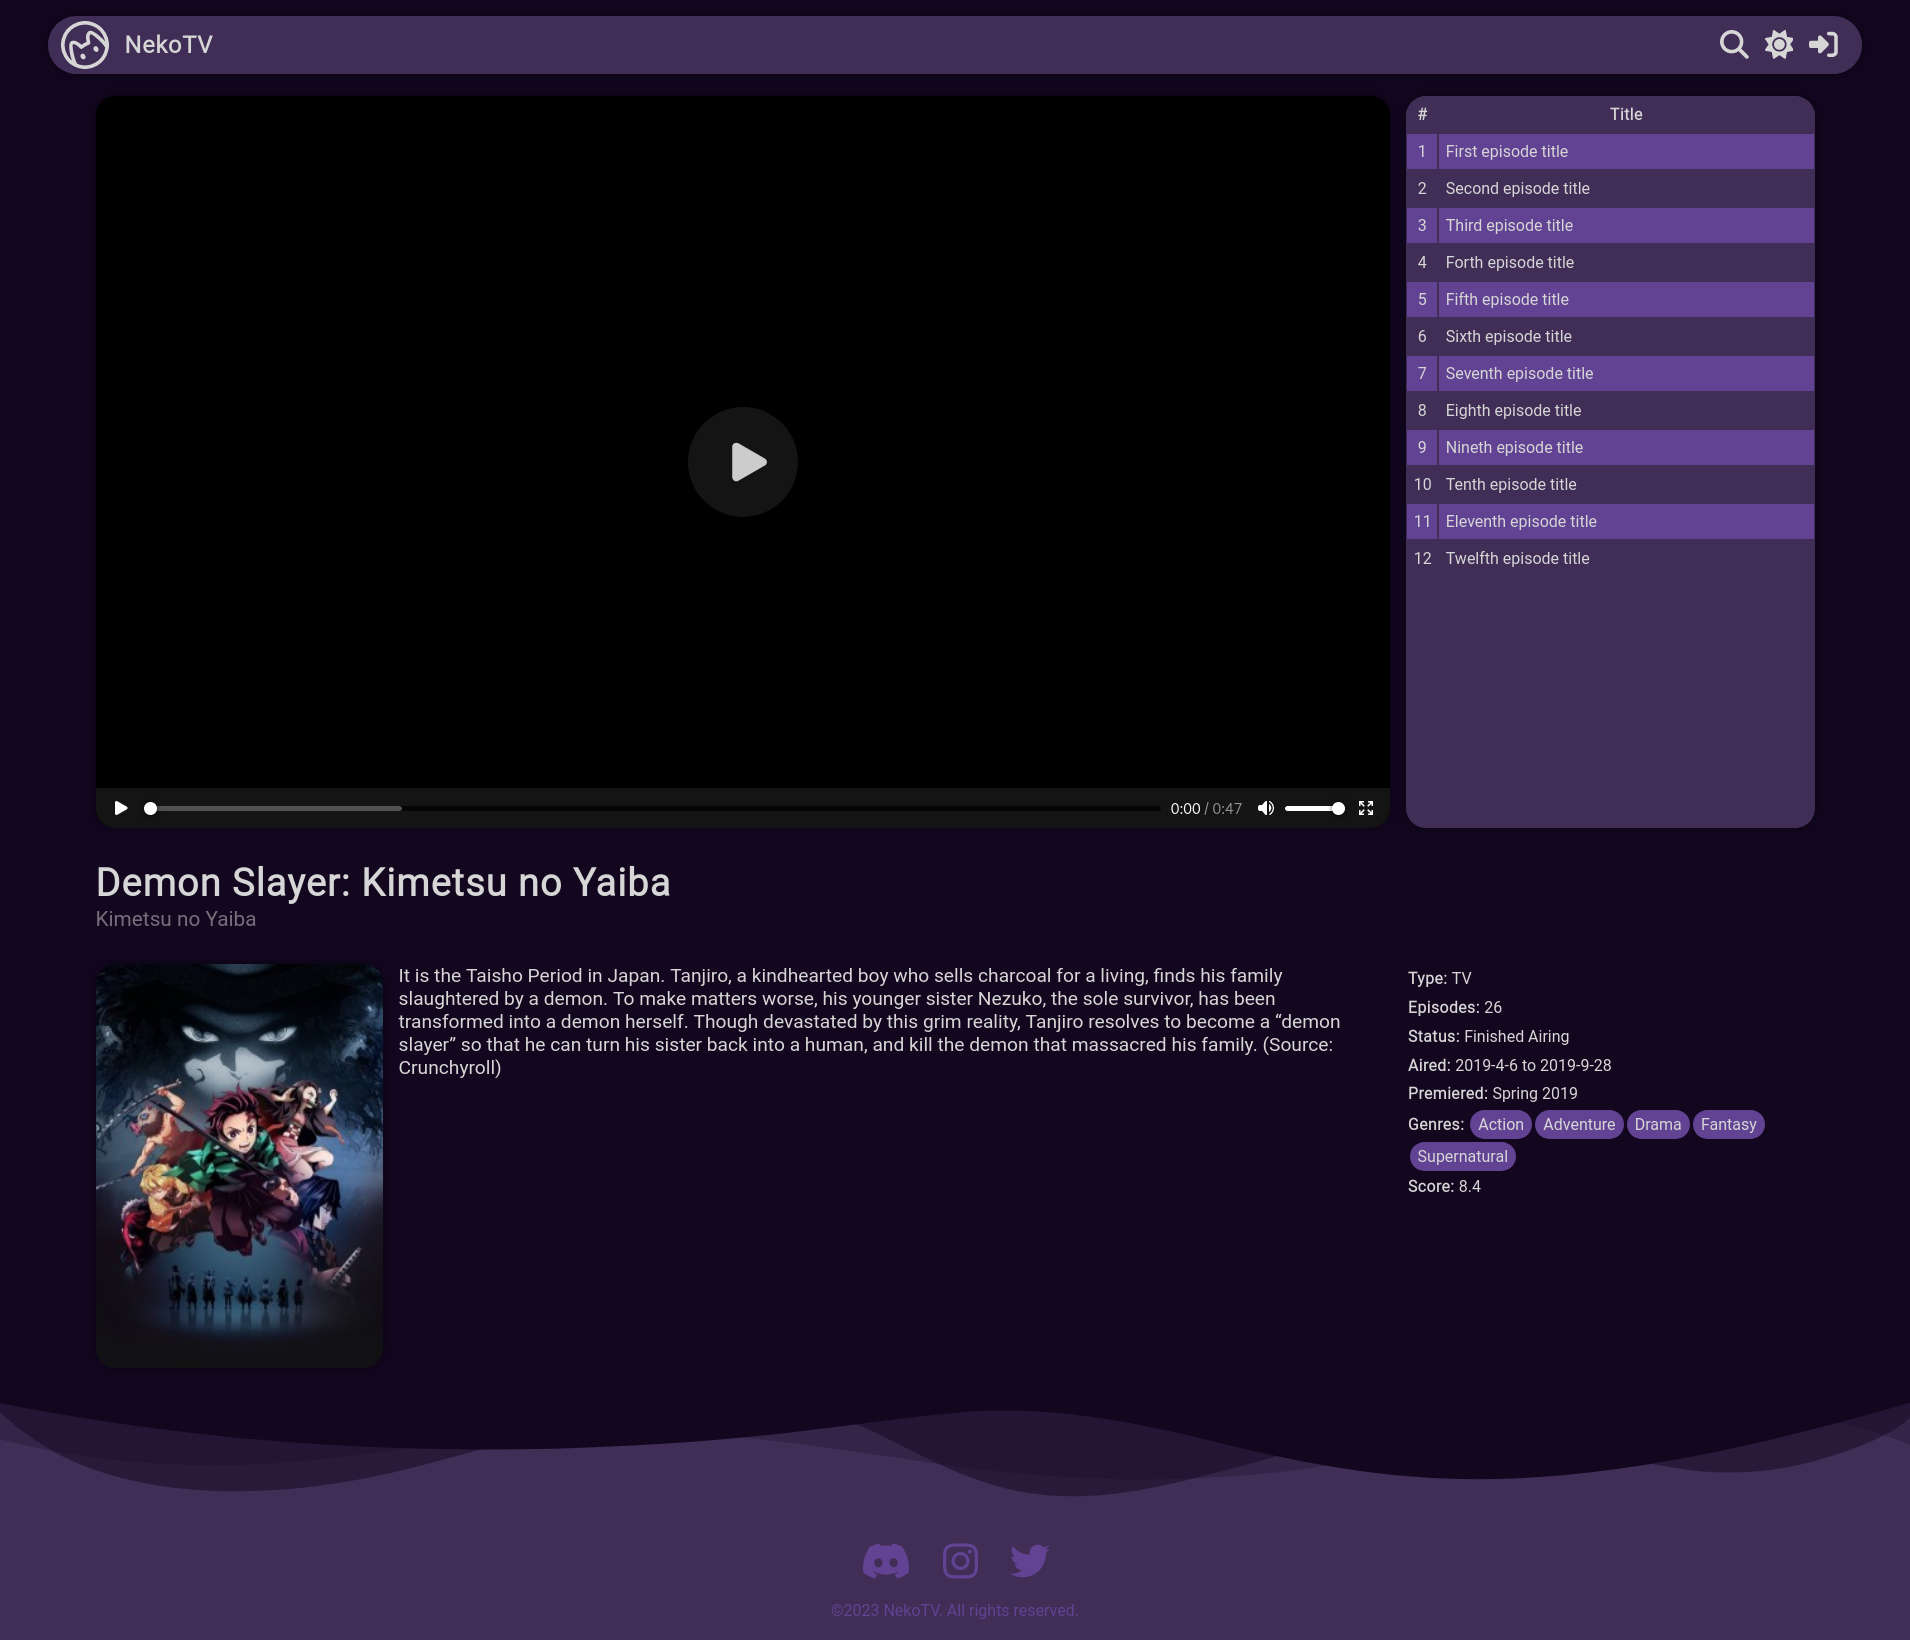 NekoTV
# Title
1 First episode title
2 Second episode title
3 Third episode title
4 Forth episode title
5 Fifth episode title
6 Sixth episode title
7 Seventh episode title
8 Eighth episode title
9 Nineth episode title
10 Tenth episode title
11 Eleventh episode title
12 Twelfth episode title
0:00 / 0:47
Demon Slayer: Kimetsu no Yaiba
Kimetsu no Yaiba
It is the Taisho Period in Japan. Tanjiro, a kindhearted boy who sells charcoal for a living, finds his family
slaughtered by a demon. To make matters worse, his younger sister Nezuko, the sole survivor, has been
transformed into a demon herself. Though devastated by this grim reality, Tanjiro resolves to become a “demon
slayer” so that he can turn his sister back into a human, and kill the demon that massacred his family. (Source:
Crunchyroll)
Type: TV
Episodes: 26
Status: Finished Airing
Aired: 2019-4-6 to 2019-9-28
Premiered: Spring 2019
Genres: Action Adventure Drama Fantasy
Supernatural
Score: 8.4
©2023 NekoTV. All rights reserved.